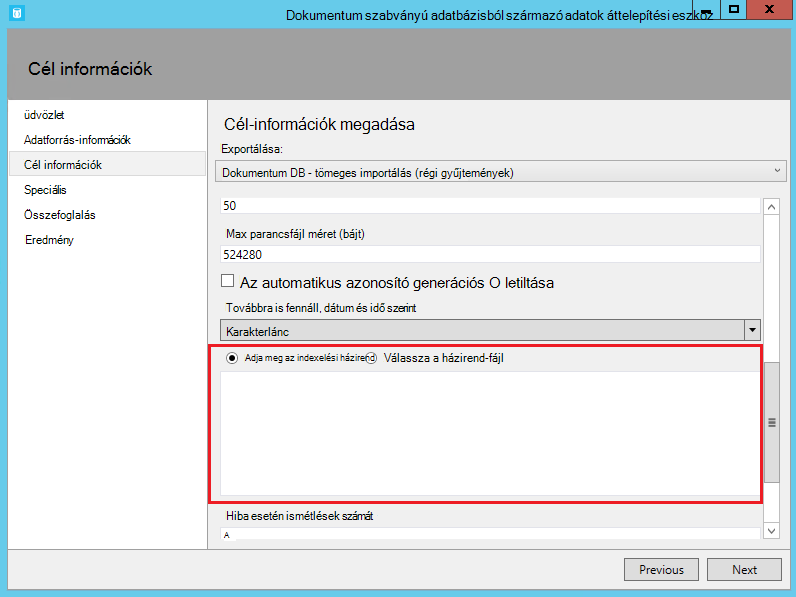 Dokumentum szabványú adatbázisból származó adatok áttelepítési eszköz
Cél információk
üdvözlet
Adatforrás-információk
Cél információk
Speciális
Összefoglalás
Eredmény
Cél-információk megadása
Exportálása:
Dokumentum DB - tömeges importálás (régi gyűjtemények)
50
Max parancsfájl méret (bájt)
524280
Az automatikus azonosító generációs O letiltása
Továbbra is fennáll, dátum és idő szerint
Karakterlánc
Adja meg az indexelési házirend Válassza a házirend-fájl
Hiba esetén ismétlések számát
A
Previous Next